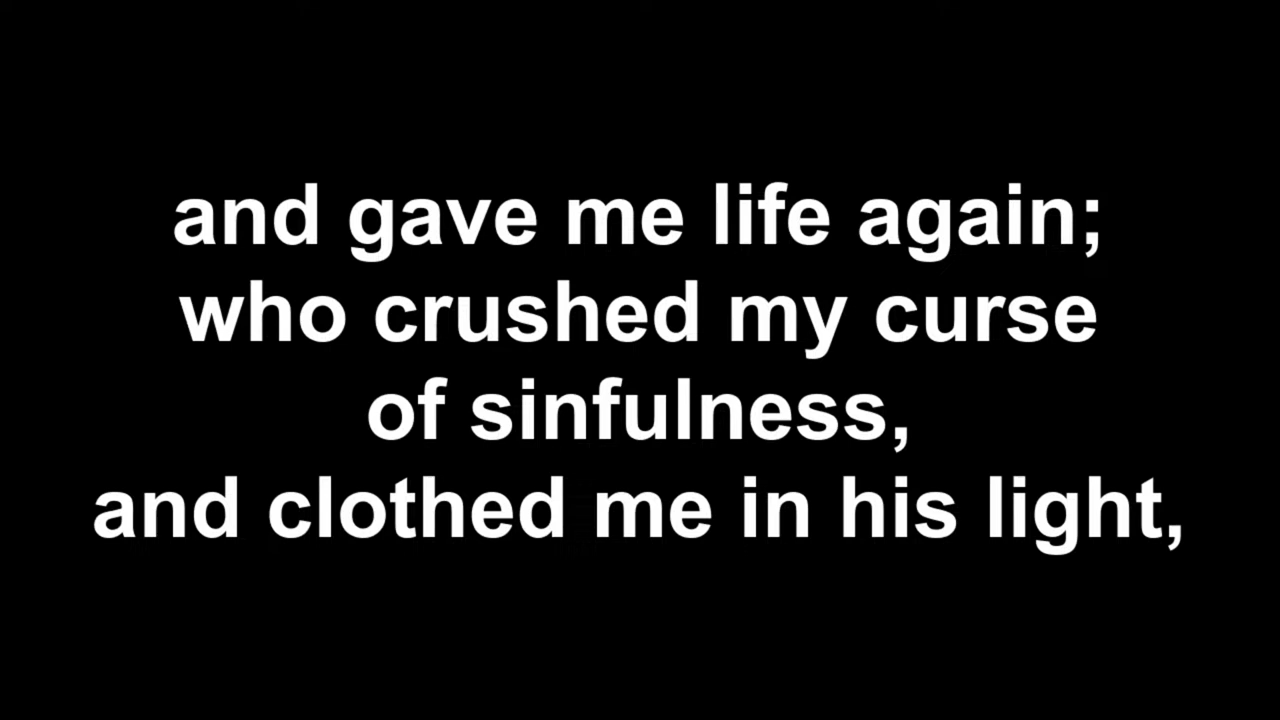 and gave me life again;
who crushed my curse
of sinfulness,
and clothed me in his light,